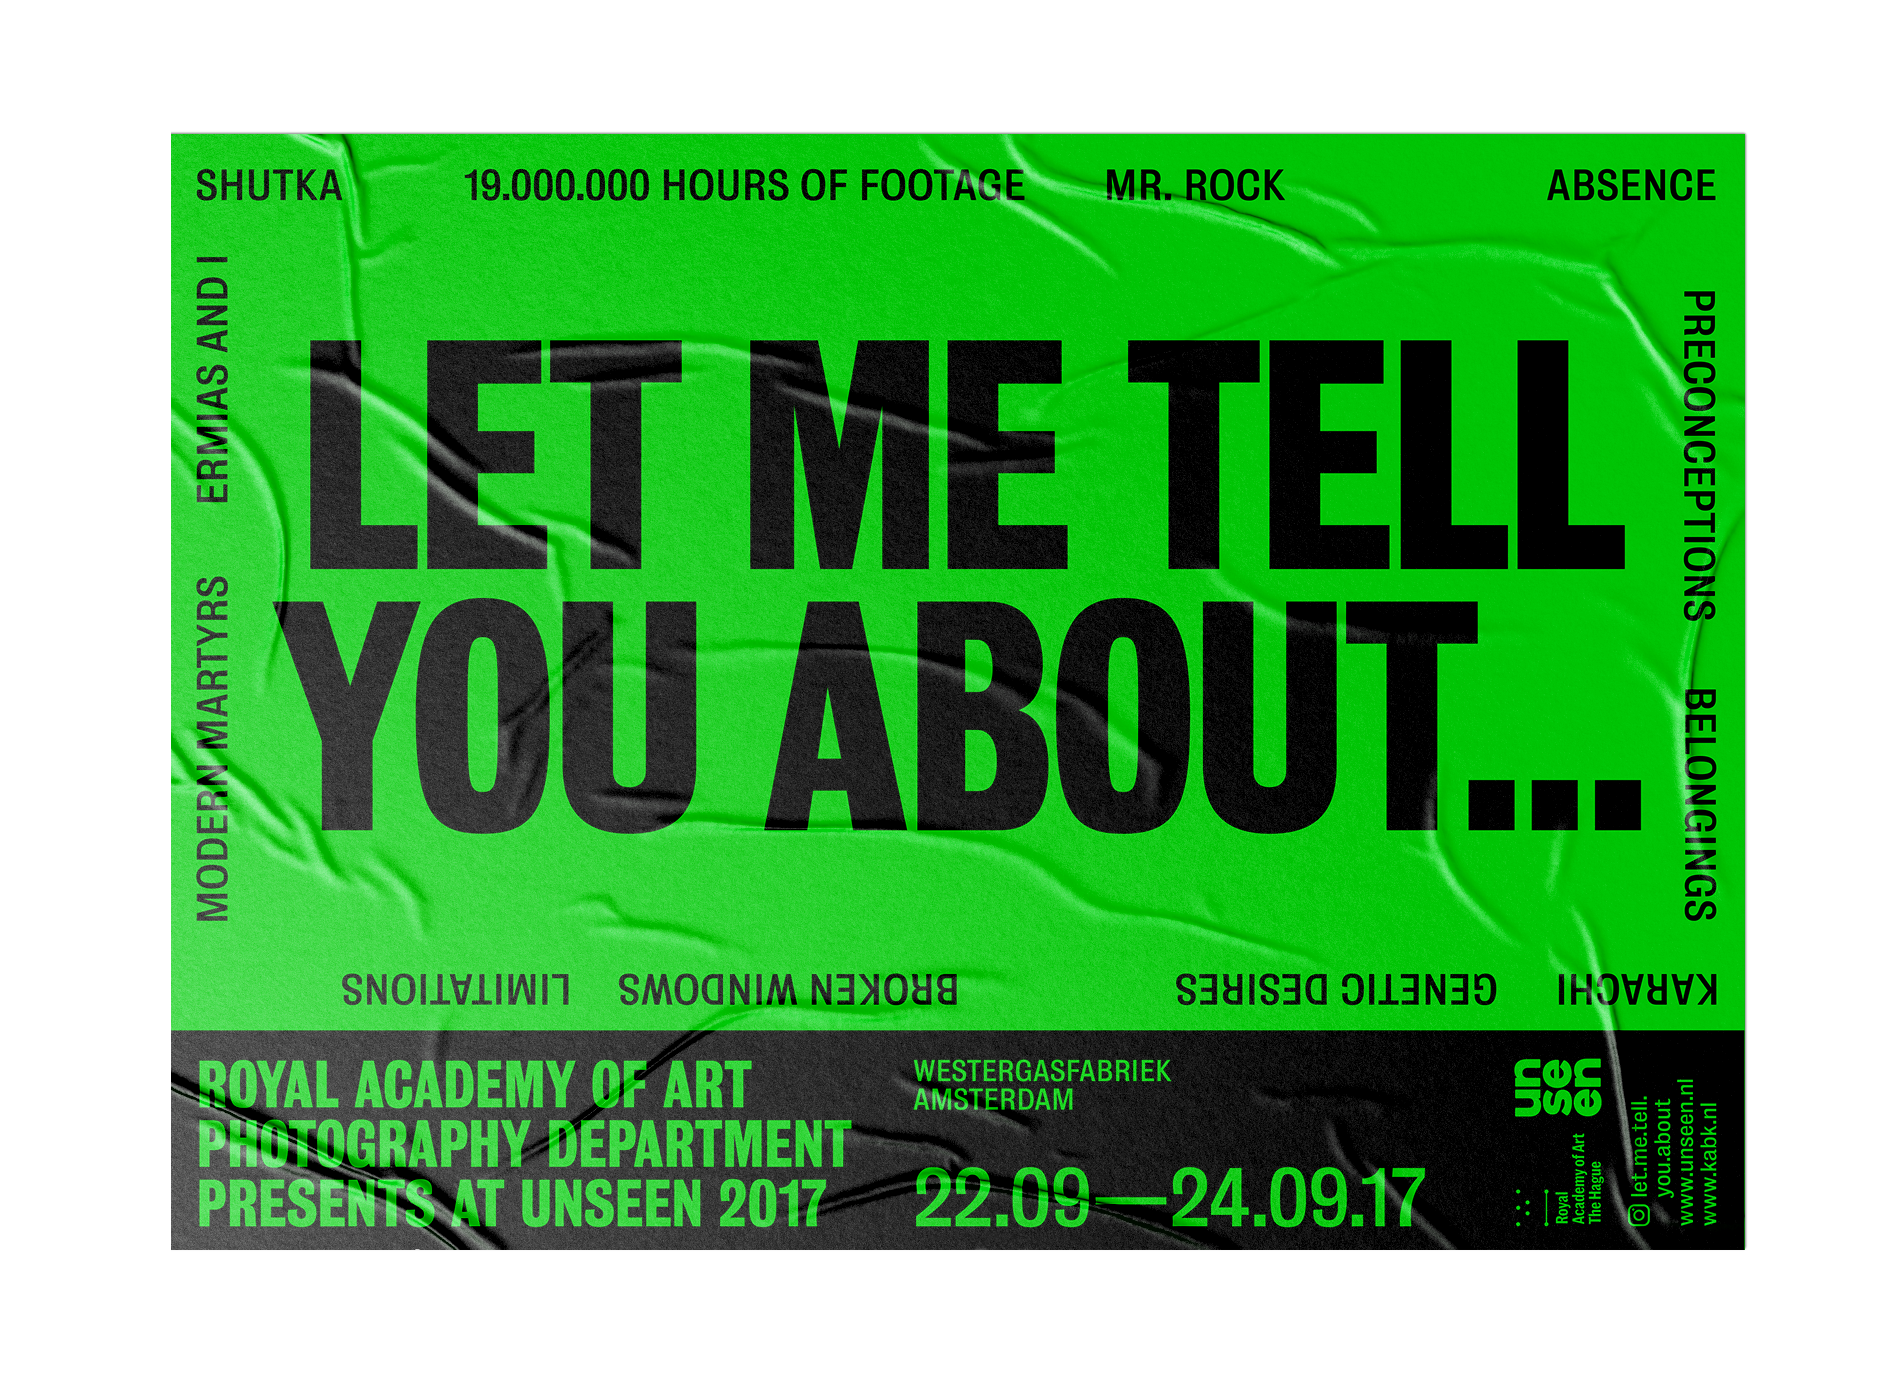 SHUTKA 19.000.000 HOURS OF FOOTAGE MR. ROCK ABSENCE
PRECONCEPTIONS BELONGINGS
KARACHI GENETIC DESIRES BROKEN WINDOWS LIMITATIONS
MODERN MARTYRS ERMIAS AND I
LET ME TELL
YOU ABOUT...
ROYAL ACADEMY OF ART
PHOTOGRAPHY DEPARTMENT
PRESENTS AT UNSEEN 2017
WESTERGASFABRIEK
AMSTERDAM
22.09—24.09.17
un
se
en
Royal
Academy of Art
The Hague
let.me.tell.
you.about
www.unseen.nl
www.kabk.nl